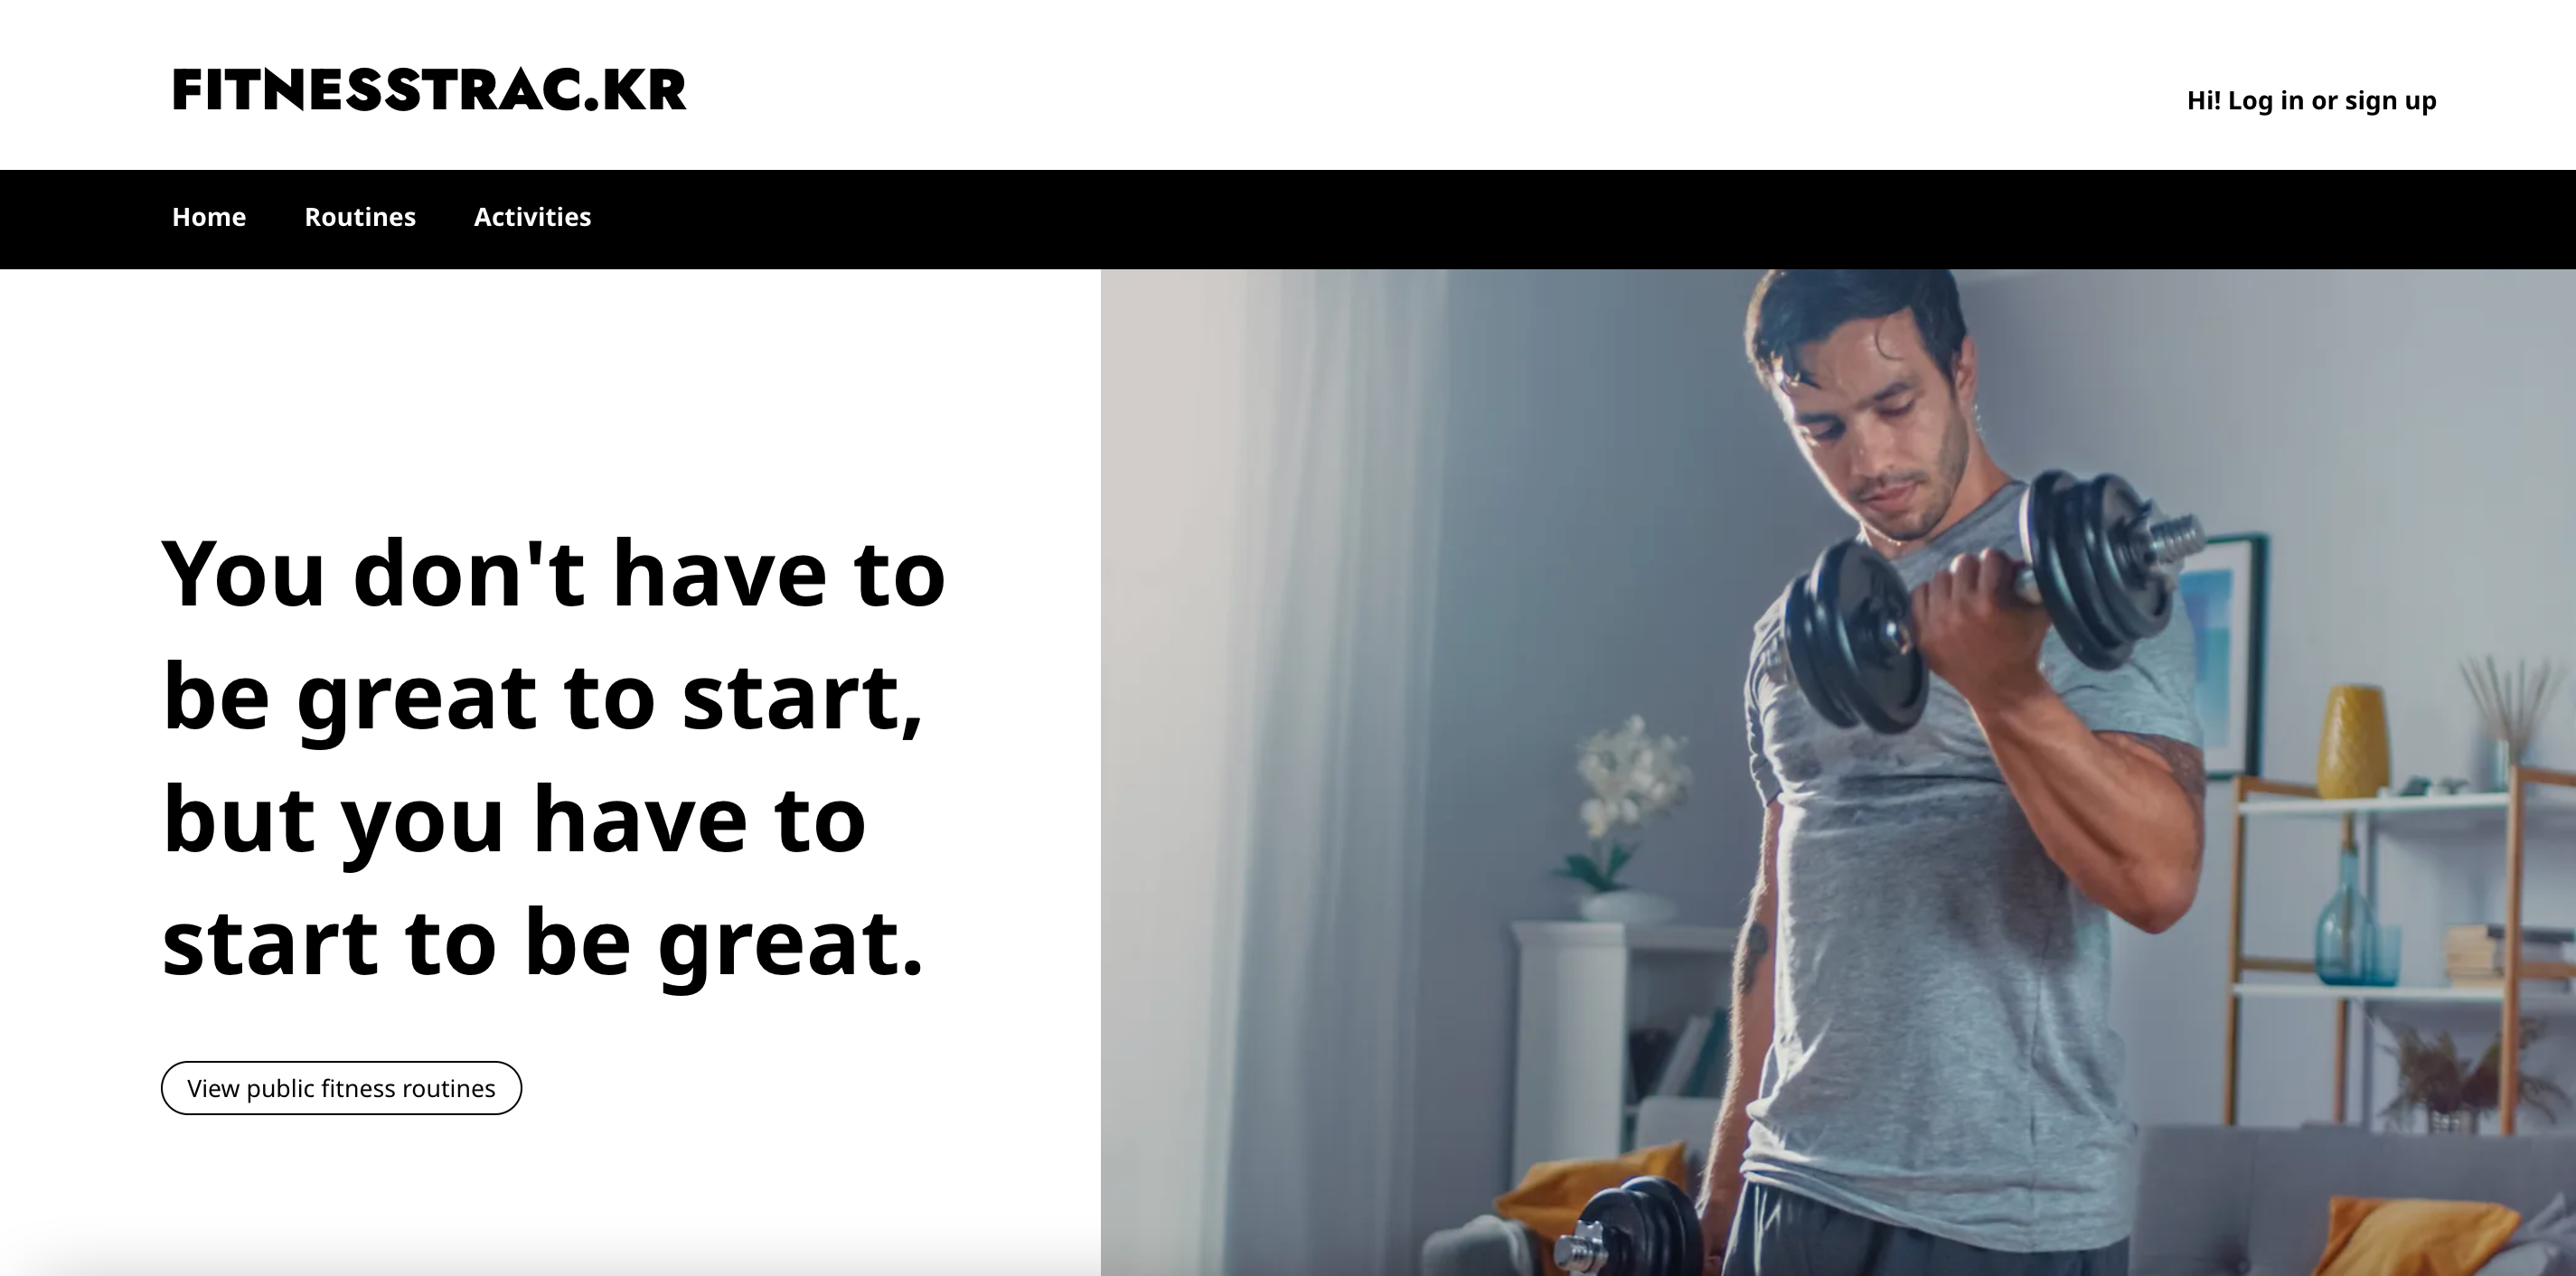 FITNESSTRAC.KR
Hi! Log in or sign up
Home Routines Activities
You don't have to
be great to start,
but you have to
start to be great.
View public fitness routines